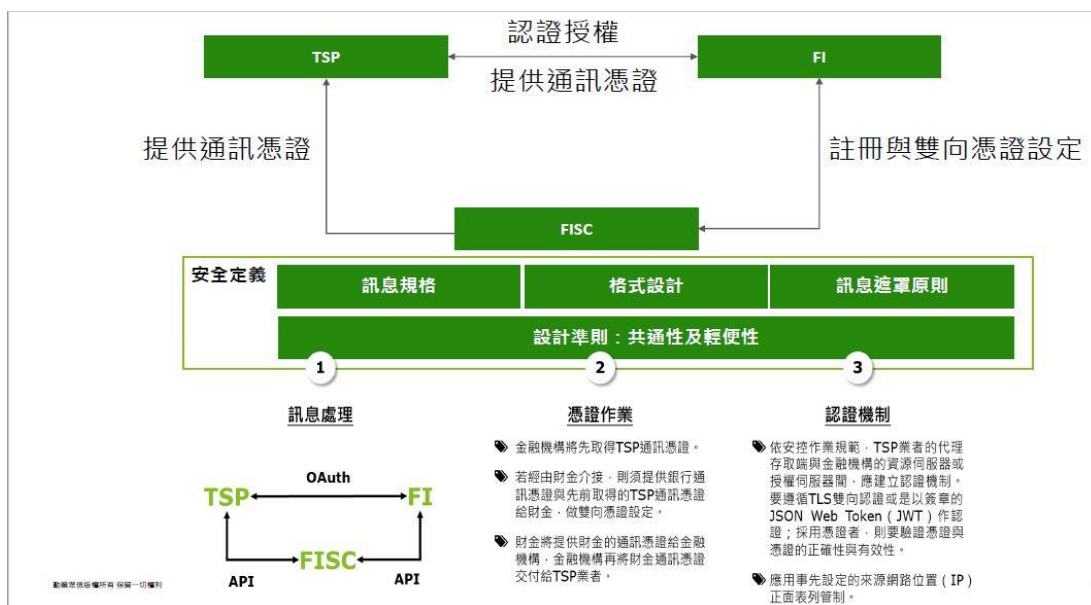 TSP
認證授權
FI
提供通訊憑證
提供通訊憑證
註冊與雙向憑證設定
FISC
安全定義
訊息規格
格式設計
訊息遮罩原則
設計準則：共通性及輕便性
1
2
3
訊息處理
憑證作業
認證機制
OAuth
TSP
FI
FISC
API
API
金融機構將先取得TSP通訊憑證。
若經由財金介接，則須提供銀行通
訊憑證與先前取得的TSP通訊憑證
給財金，做雙向憑證設定。
財金將提供財金的通訊憑證給金融
機構，金融機構再將財金通訊憑證
交付給TSP業者。
依安控作業規範，TSP業者的代理
存取端與金融機構的資源伺服器或
授權伺服器間，應建立認證機制。
要遵循TLS雙向認證或是以簽章的
JSON Web Token（JWT）作認
證；採用憑證者，則要驗證憑證與
憑證的正確性與有效性。
應用事先設定的來源網路位置（IP）
正面表列管制。
勤業眾信版權所有 保留一切權利